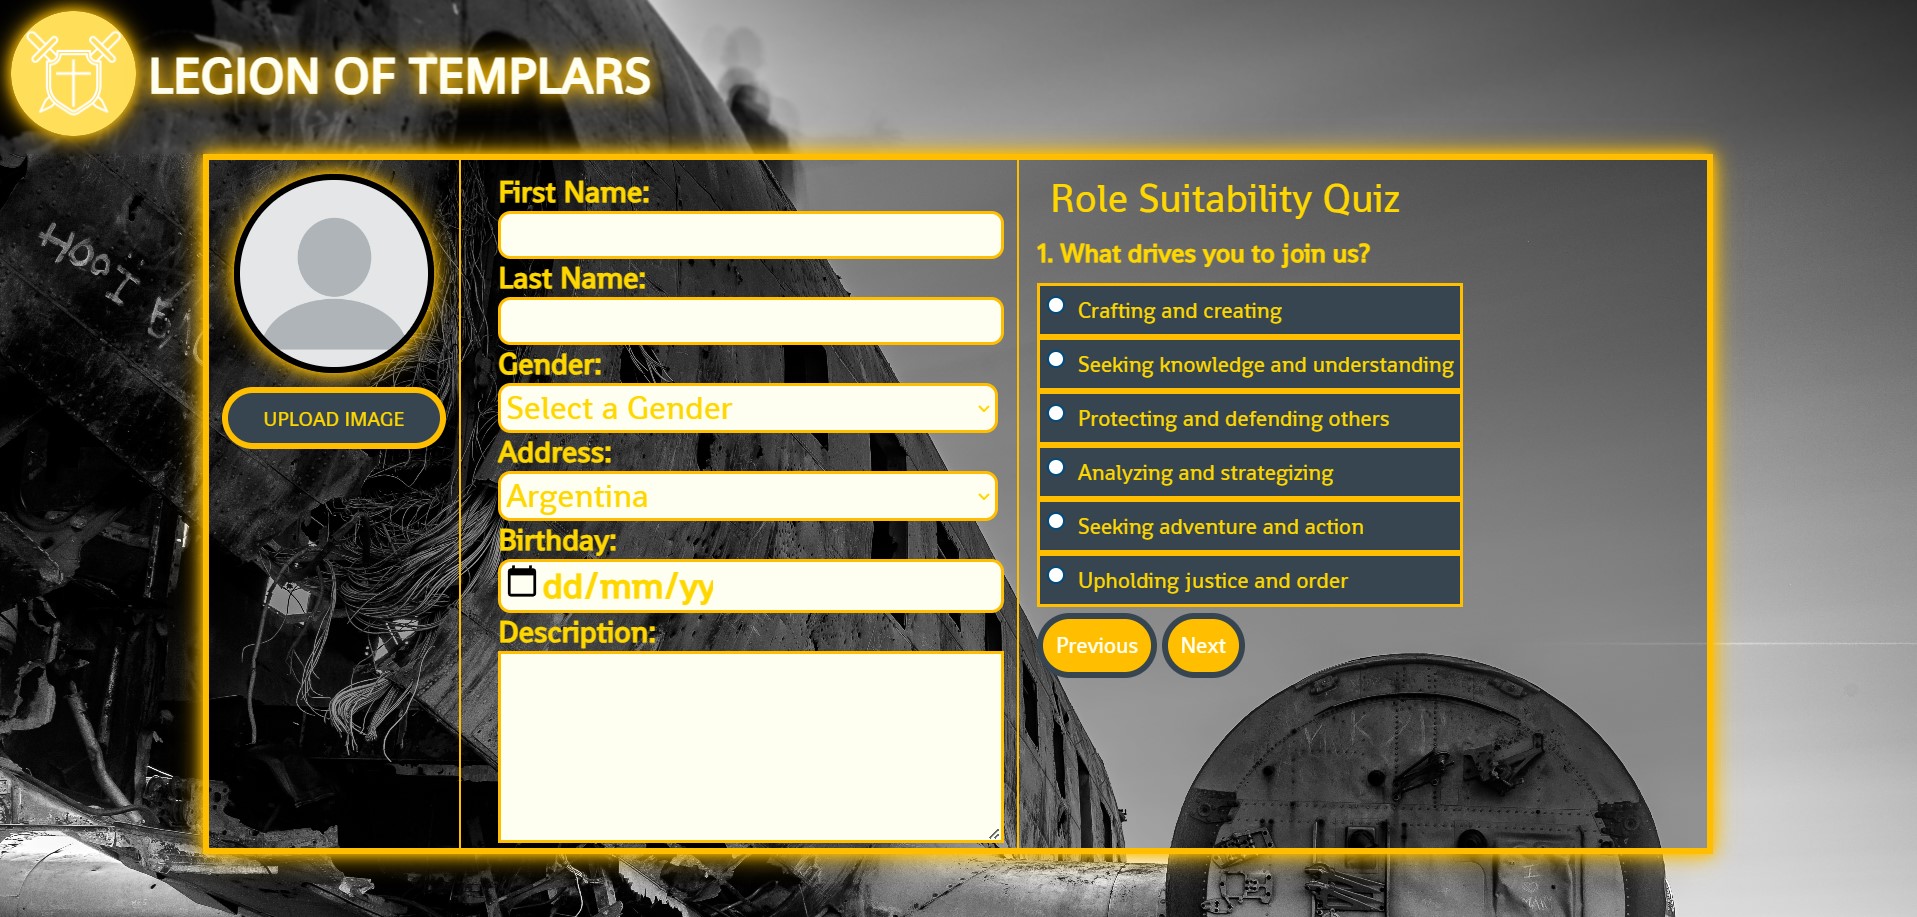 LEGION OF TEMPLARS
UPLOAD IMAGE
First Name:
Last Name:
Gender:
Select a Gender
Address:
Argentina
Birthday:
dd/mm/yy
Description:
Role Suitability Quiz
1. What drives you to join us?
Crafting and creating
Seeking knowledge and understanding
Protecting and defending others
Analyzing and strategizing
Seeking adventure and action
Upholding justice and order
Previous
Next